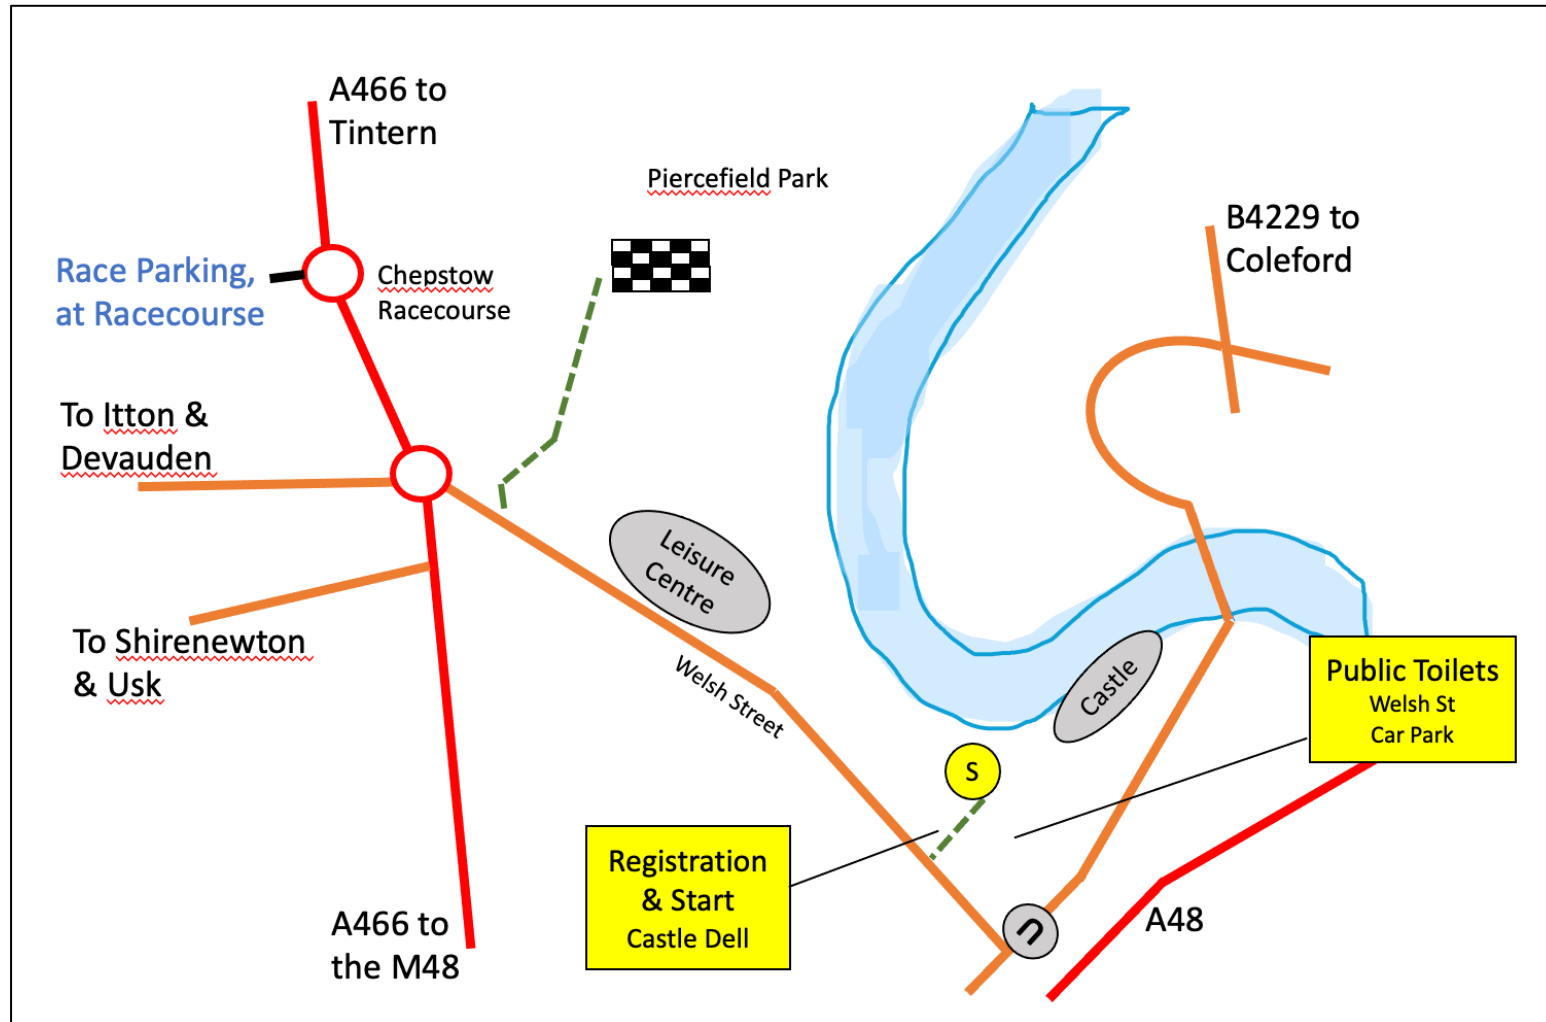 A466 to
Tintern
Piercefield Park
B4229 to
Coleford
Race Parking,
at Racecourse
Chepstow
Racecourse
To Itton &
Devauden
Leisure
Centre
To Shirenewton
& Usk
Welsh Street
Castle
Public Toilets
Welsh St
Car Park
S
Registration
& Start
Castle Dell
A466 to
the M48
A48